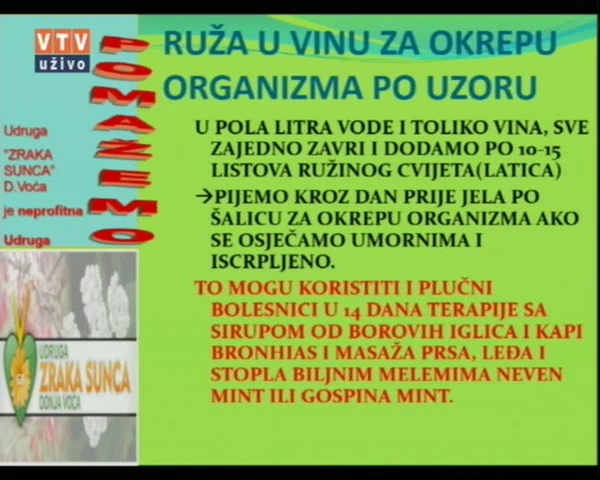 VTV
uživo
POMAŽEMO
Udruga
"ZRAKA
SUNCA"
D.Voća
je neprofitna
Udruga
UDRUGA
ZRAKA SUNCA
DONJA VOĆA
RUŽA U VINU ZA OKREPU
ORGANIZMA PO UZORU
U POLA LITRA VODE I TOLIKO VINA, SVE
ZAJEDNO ZAVRI I DODAMO PO 10-15
LISTOVA RUŽINOG CVIJETA(LATICA)
→PIJEMO KROZ DAN PRIJE JELA PO
ŠALICU ZA OKREPU ORGANIZMA AKO
SE OSJEČAMO UMORNIMA I
ISCRPLJENO.
TO MOGU KORISTITI I PLUČNI
BOLESNICI U 14 DANA TERAPIJE SA
SIRUPOM OD BOROVIH IGLICA I KAPI
BRONHIAS I MASAŽA PRSA, LEĐA I
STOPLA BILJNIM MELEMIMA NEVEN
MINT ILI GOSPINA MINT.